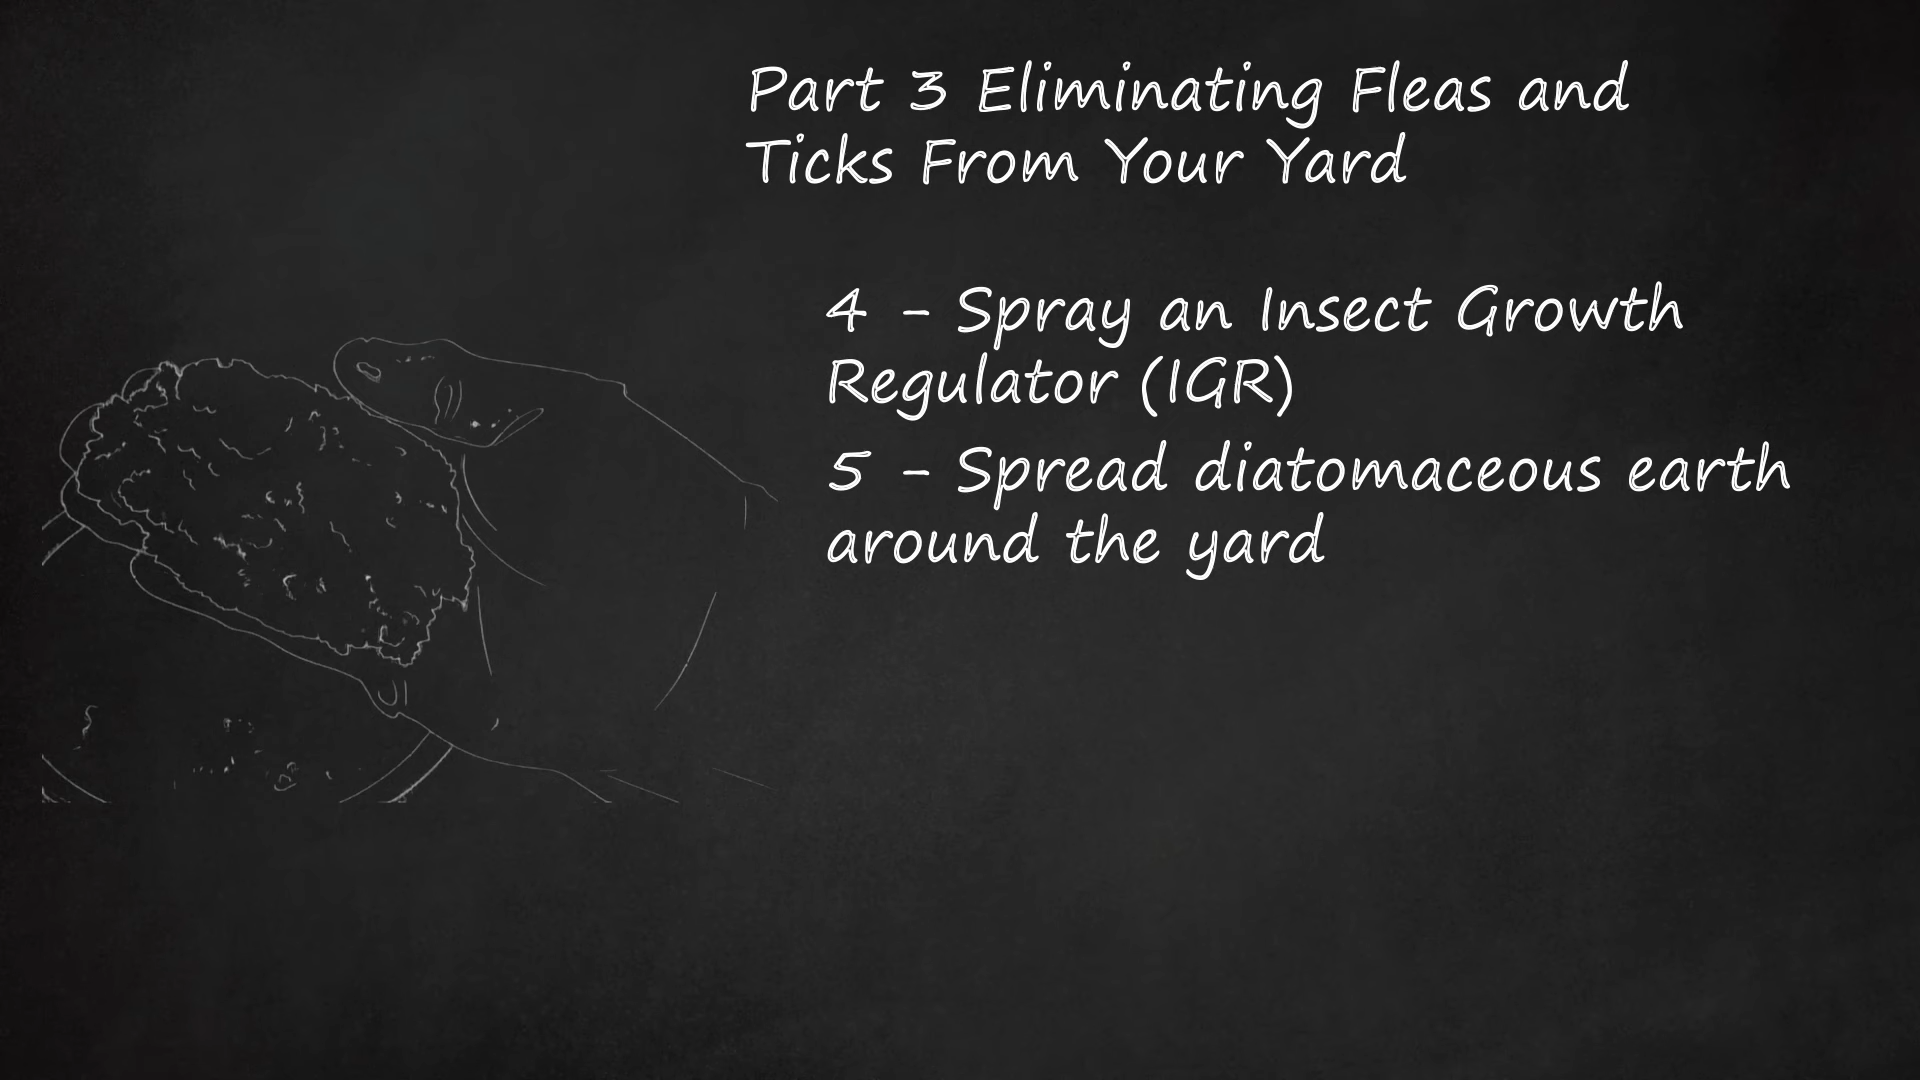 Part 3 Eliminating Fleas and
Ticks From Your Yard
4 - Spray an Insect Growth
Regulator (IGR)
5 - Spread diatomaceous earth
around the yard